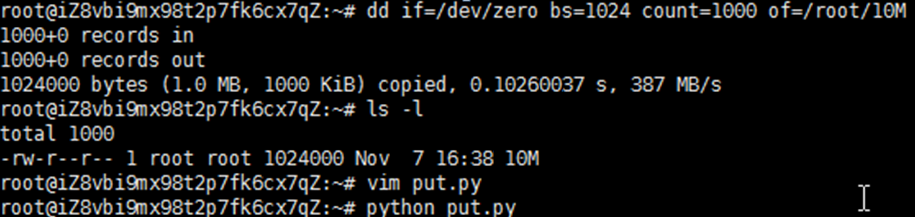 root@iZ8vbi9mx98t2p7fk6cx7qZ:~# dd if=/dev/zero bs=1024 count=1000 of=/root/10M
1000+0 records in
1000+0 records out
1024000 bytes (1.0 MB, 1000 KiB) copied, 0.10260037 s, 387 MB/s
root@iZ8vbi9mx98t2p7fk6cx7qZ:~# ls -l
total 1000
-rw-r--r-- 1 root root 1024000 Nov  7 16:38 10M
root@iZ8vbi9mx98t2p7fk6cx7qZ:~# vim put.py
root@iZ8vbi9mx98t2p7fk6cx7qZ:~# python put.py